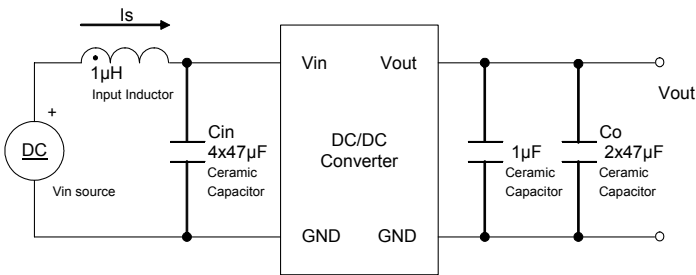 Is
1μH
Input Inductor
+
DC
Vin source
Cin
4x47μF
Ceramic
Capacitor
Vin
Vout
DC/DC
Converter
GND
GND
1μF
Ceramic
Capacitor
Co
2x47μF
Ceramic
Capacitor
Vout